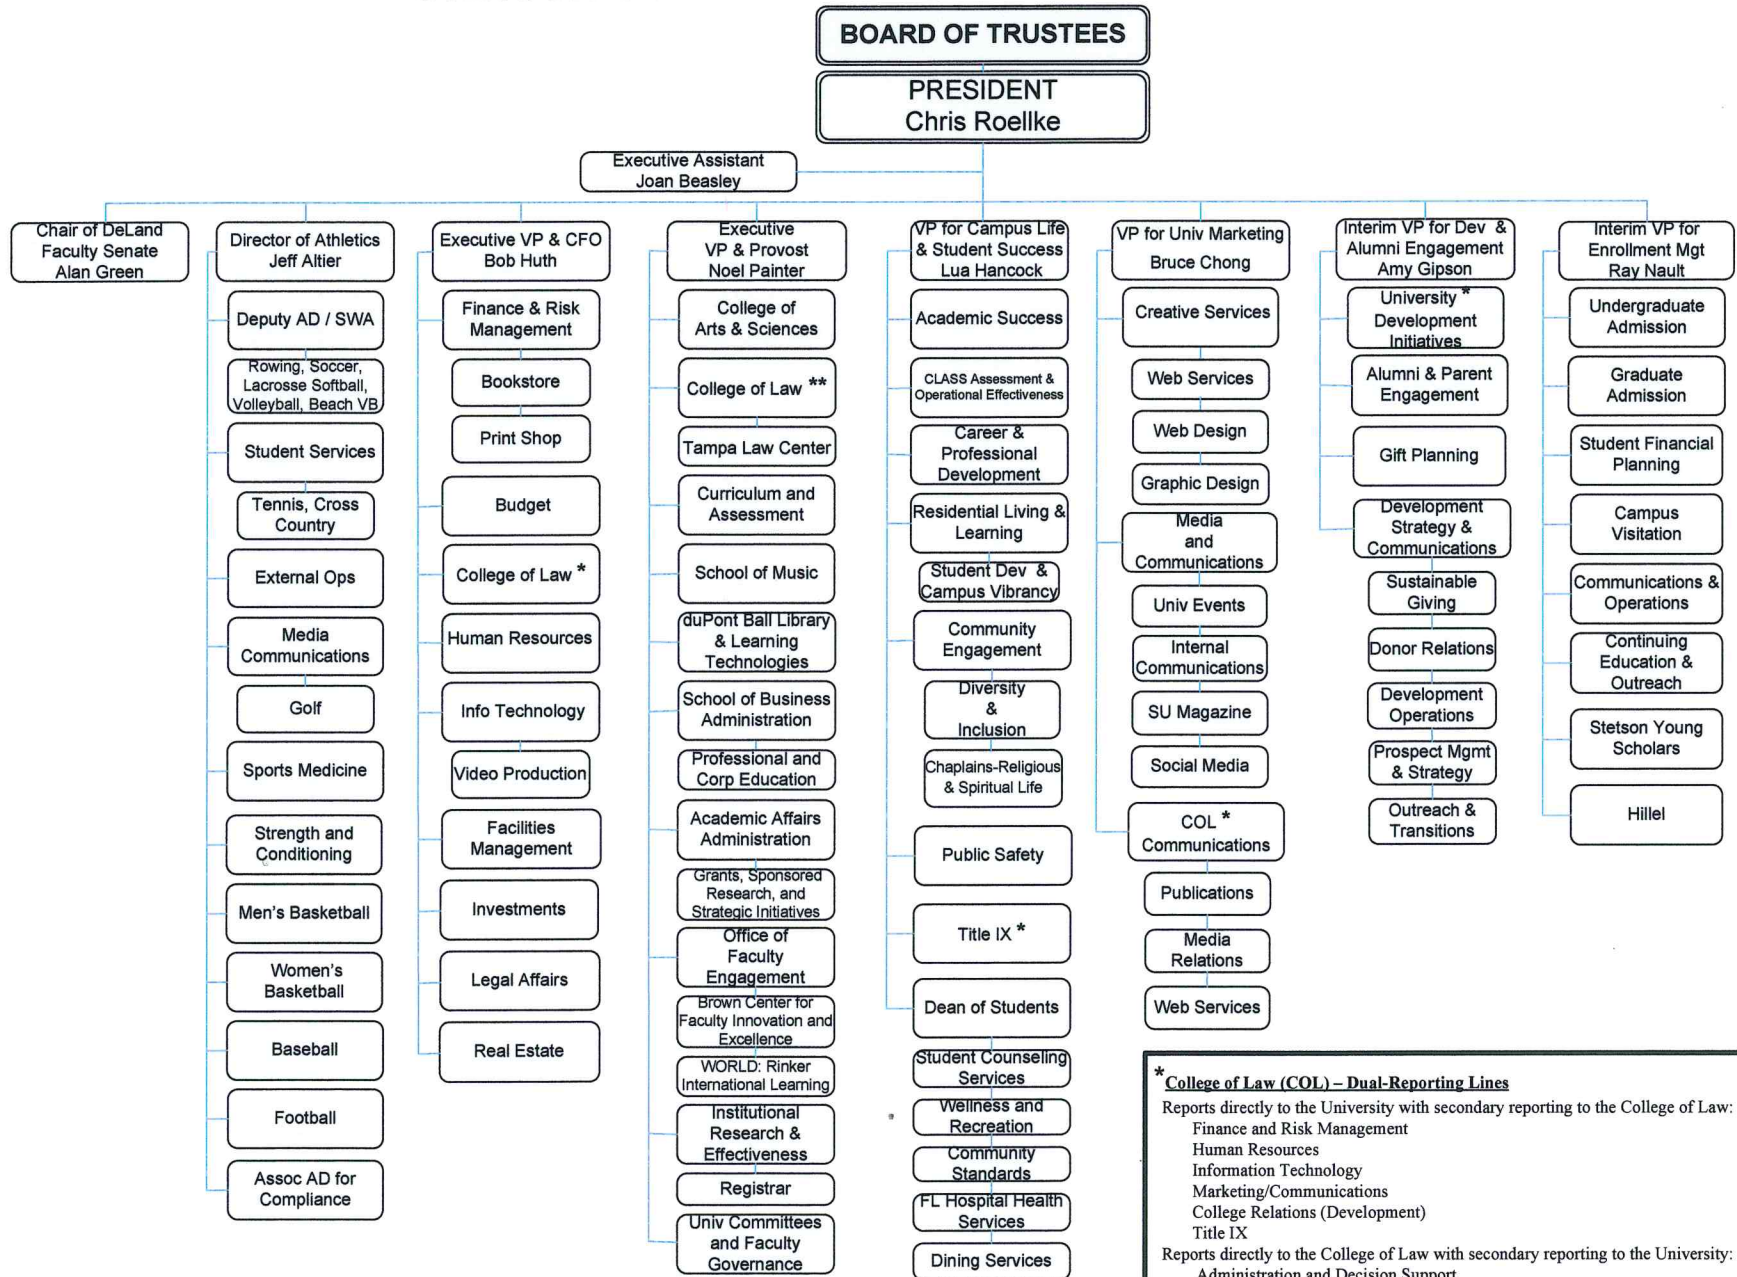 BOARD OF TRUSTEES
PRESIDENT
Chris Roellke
Executive Assistant
Joan Beasley
Chair of DeLand
Faculty Senate
Alan Green
Director of Athletics
Jeff Altier
Deputy AD / SWA
Rowing, Soccer,
Lacrosse Softball,
Volleyball, Beach VB
Student Services
Tennis, Cross
Country
External Ops
Media
Communications
Golf
Sports Medicine
Strength and
Conditioning
Men's Basketball
Women's
Basketball
Baseball
Football
Assoc AD for
Compliance
Executive VP & CFO
Bob Huth
Finance & Risk
Management
Bookstore
Print Shop
Budget
College of Law *
Human Resources
Info Technology
Video Production
Facilities
Management
Investments
Legal Affairs
Real Estate
Executive
VP & Provost
Noel Painter
College of
Arts & Sciences
College of Law **
Tampa Law Center
Curriculum and
Assessment
School of Music
duPont Ball Library
& Learning
Technologies
School of Business
Administration
Professional and
Corp Education
Academic Affairs
Administration
Grants, Sponsored
Research, and
Strategic Initiatives
Office of
Faculty
Engagement
Brown Center for
Faculty Innovation and
Excellence
WORLD: Rinker
International Learning
Institutional
Research &
Effectiveness
Registrar
Univ Committees
and Faculty
Governance
VP for Campus Life
& Student Success
Lua Hancock
Academic Success
CLASS Assessment &
Operational Effectiveness
Career &
Professional
Development
Residential Living &
Learning
Student Dev &
Campus Vibrancy
Community
Engagement
Diversity
&
Inclusion
Chaplains-Religious
& Spiritual Life
Public Safety
Title IX *
Dean of Students
Student Counseling
Services
Wellness and
Recreation
Community
Standards
FL Hospital Health
Services
Dining Services
VP for Univ Marketing
Bruce Chong
Creative Services
Web Services
Web Design
Graphic Design
Media
and
Communications
Univ Events
Internal
Communications
SU Magazine
Social Media
COL *
Communications
Publications
Media
Relations
Web Services
Interim VP for Dev &
Alumni Engagement
Amy Gipson
University *
Development
Initiatives
Alumni & Parent
Engagement
Gift Planning
Development
Strategy &
Communications
Sustainable
Giving
Donor Relations
Development
Operations
Prospect Mgmt
& Strategy
Outreach &
Transitions
Interim VP for
Enrollment Mgt
Ray Nault
Undergraduate
Admission
Graduate
Admission
Student Financial
Planning
Campus
Visitation
Communications &
Operations
Continuing
Education &
Outreach
Stetson Young
Scholars
Hillel
*College of Law (COL) – Dual-Reporting Lines
Reports directly to the University with secondary reporting to the College of Law:
Finance and Risk Management
Human Resources
Information Technology
Marketing/Communications
College Relations (Development)
Title IX
Reports directly to the College of Law with secondary reporting to the University:
Administration and Decision Support